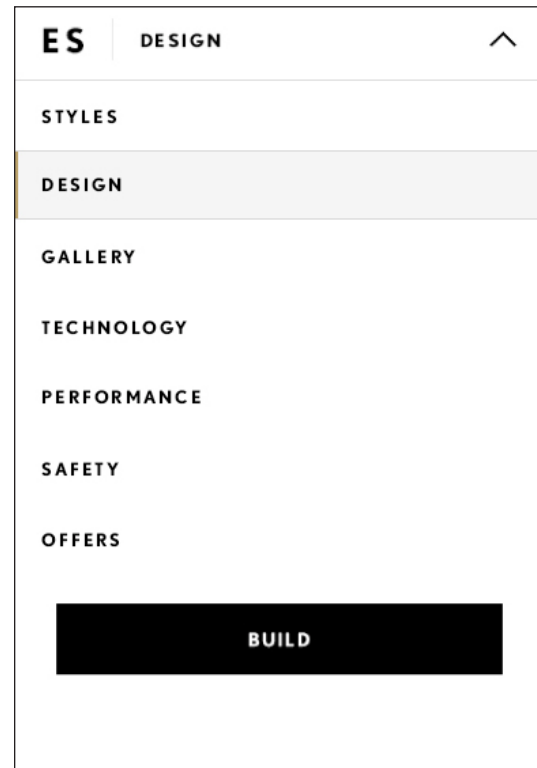 ES DESIGN
STYLES
DESIGN
GALLERY
TECHNOLOGY
PERFORMANCE
SAFETY
OFFERS
BUILD